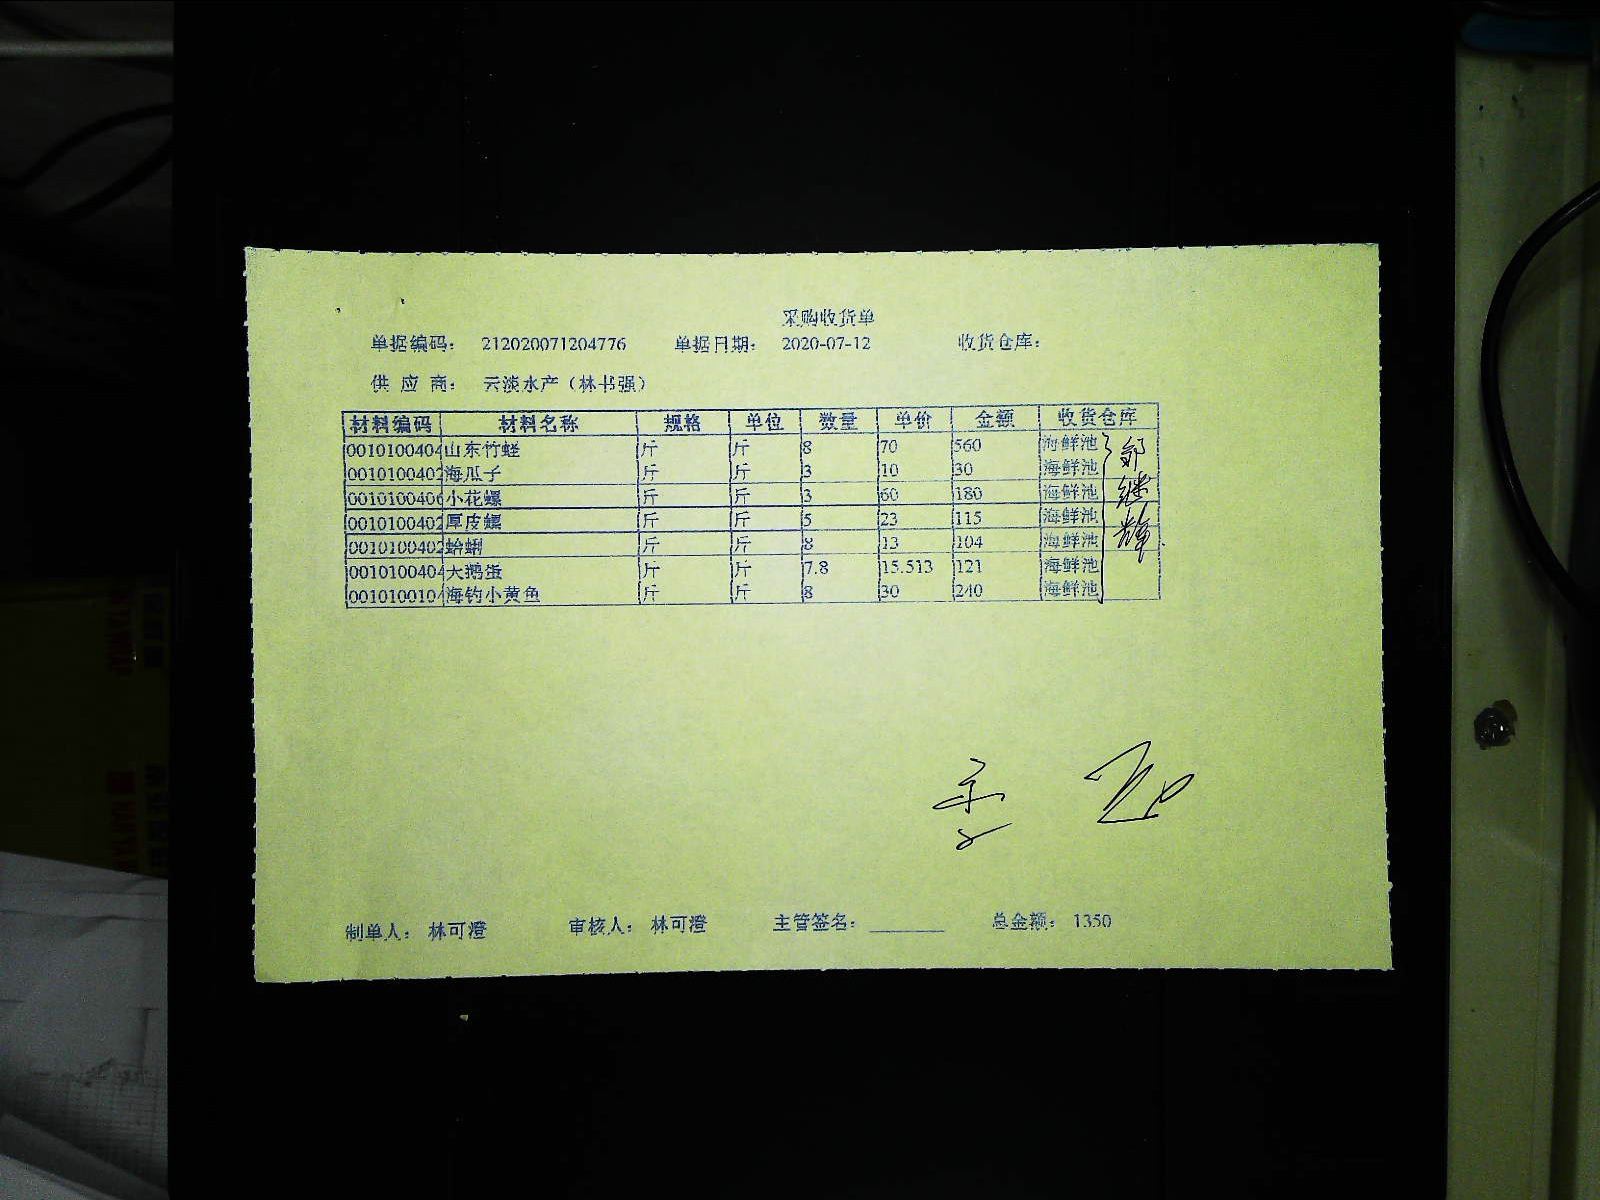 采购收货单
单据编码: 212020071204776 单据日期: 2020-07-12 收货仓库:
供应商: 云淡水产(林书强)
材料编码 材料名称 规格 单位 数量 单价 金额 收货仓库
0010100404 山东竹蛏 斤 斤 8 70 560 海鲜池
0010100402 海瓜子 斤 斤 3 10 30 海鲜池
0010100406 小花螺 斤 斤 3 60 180 海鲜池
0010100402 厚皮螺 斤 斤 5 23 115 海鲜池
0010100402 蛤蜊 斤 斤 8 13 104 海鲜池
0010100404 大鹅蛋 斤 斤 7.8 15.513 121 海鲜池
0010100104 海钓小黄鱼 斤 斤 8 30 240 海鲜池
制单人: 林可澄 审核人: 林可澄 主管签名: 总金额: 1350